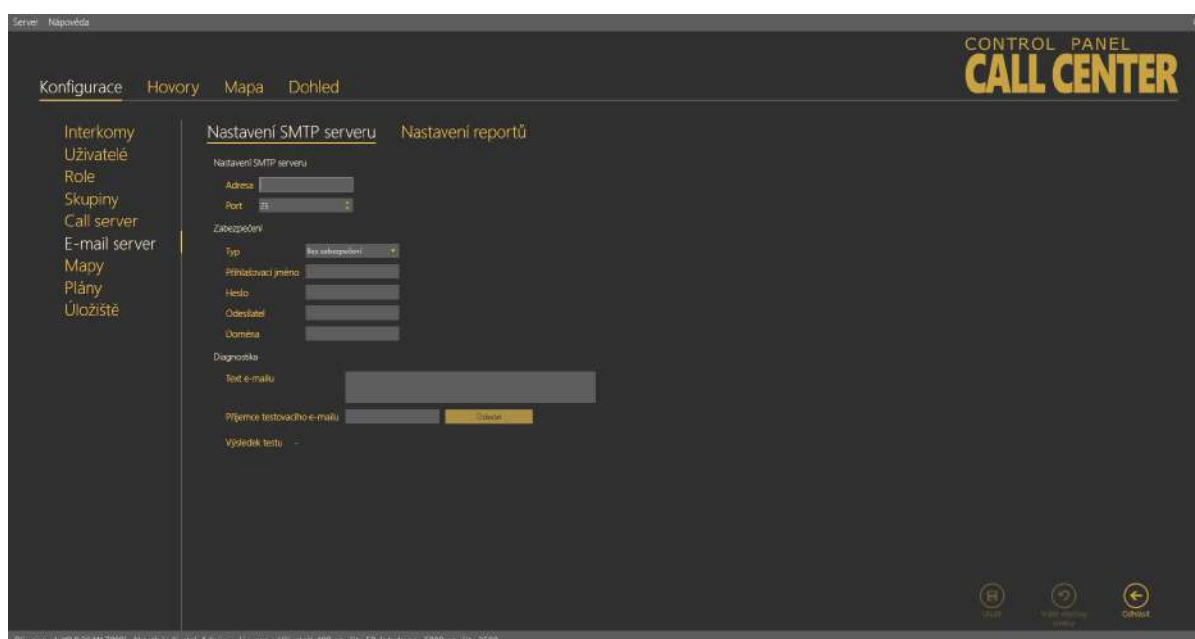 Server Nápověda
CONTROL PANEL
CALL CENTER
Konfigurace Hovory Mapa Dohled
Interkomy
Uživatelé
Role
Skupiny
Call server
E-mail server
Mapy
Plány
Úložiště
Nastavení SMTP serveru Nastavení reportů
Nastavení SMTP serveru
Adresa
Port 25
Zabezpečení
Typ Bez zabezpečení
Přihlašovací jméno
Heslo
Odesílatel
Doména
Diagnostika
Text e-mailu
Příjemce testovacího e-mailu Odeslat
Výsledek testu -
Uložit
Odhlásit